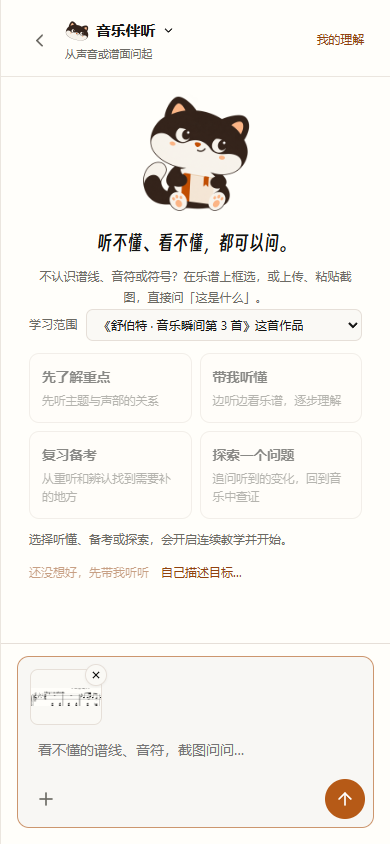 音乐伴听
从声音或谱面问起
我的理解
听不懂、看不懂，都可以问。
不认识谱线、音符或符号？在乐谱上框选，或上传、粘贴截
图，直接问「这是什么」。
学习范围
《舒伯特 · 音乐瞬间第 3 首》这首作品
先了解重点
先听主题与声部的关系
带我听懂
边听边看乐谱，逐步理解
复习备考
从重听和辨认找到需要补
的地方
探索一个问题
追问听到的变化，回到音
乐中查证
选择听懂、备考或探索，会开启连续教学并开始。
还没想好，先带我听听
自己描述目标...
看不懂的谱线、音符，截图问问...